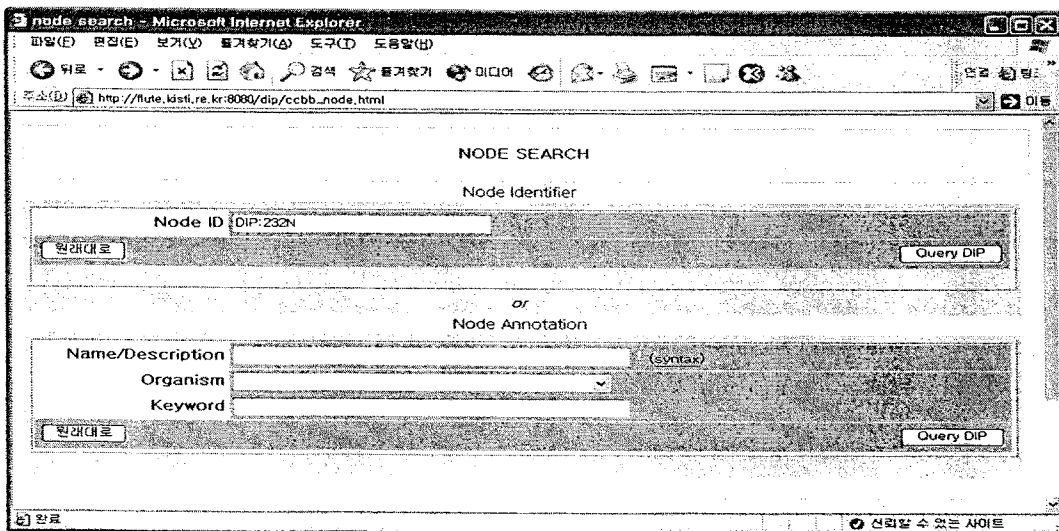 node search - Microsoft Internet Explorer
파일(F) 편집(E) 보기(V) 즐겨찾기(A) 도구(T) 도움말(H)
뒤로 검색 즐겨찾기 미디어 연결
주소(D) http://flute.kisti.re.kr:8080/dip/ccbb_node.html 이동
NODE SEARCH
Node Identifier
Node ID DIP:232N
원래대로 Query DIP
or
Node Annotation
Name/Description (syntax)
Organism
Keyword
원래대로 Query DIP
완료 신뢰할 수 있는 사이트